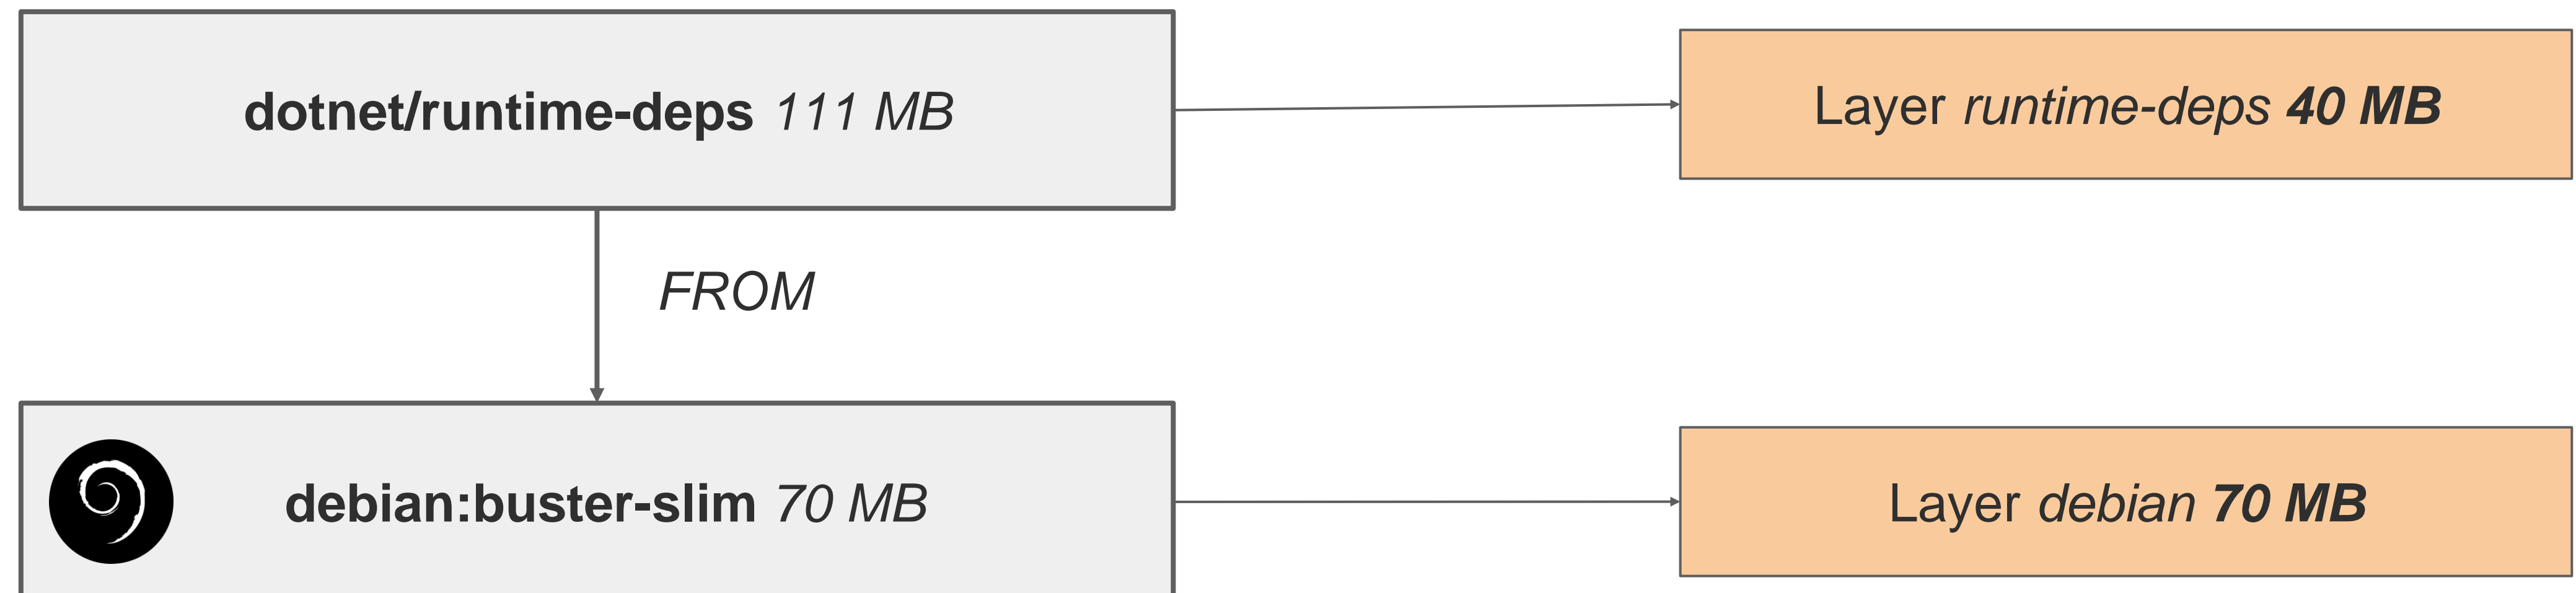 dotnet/runtime-deps 111 MB
Layer runtime-deps 40 MB
FROM
debian:buster-slim 70 MB
Layer debian 70 MB